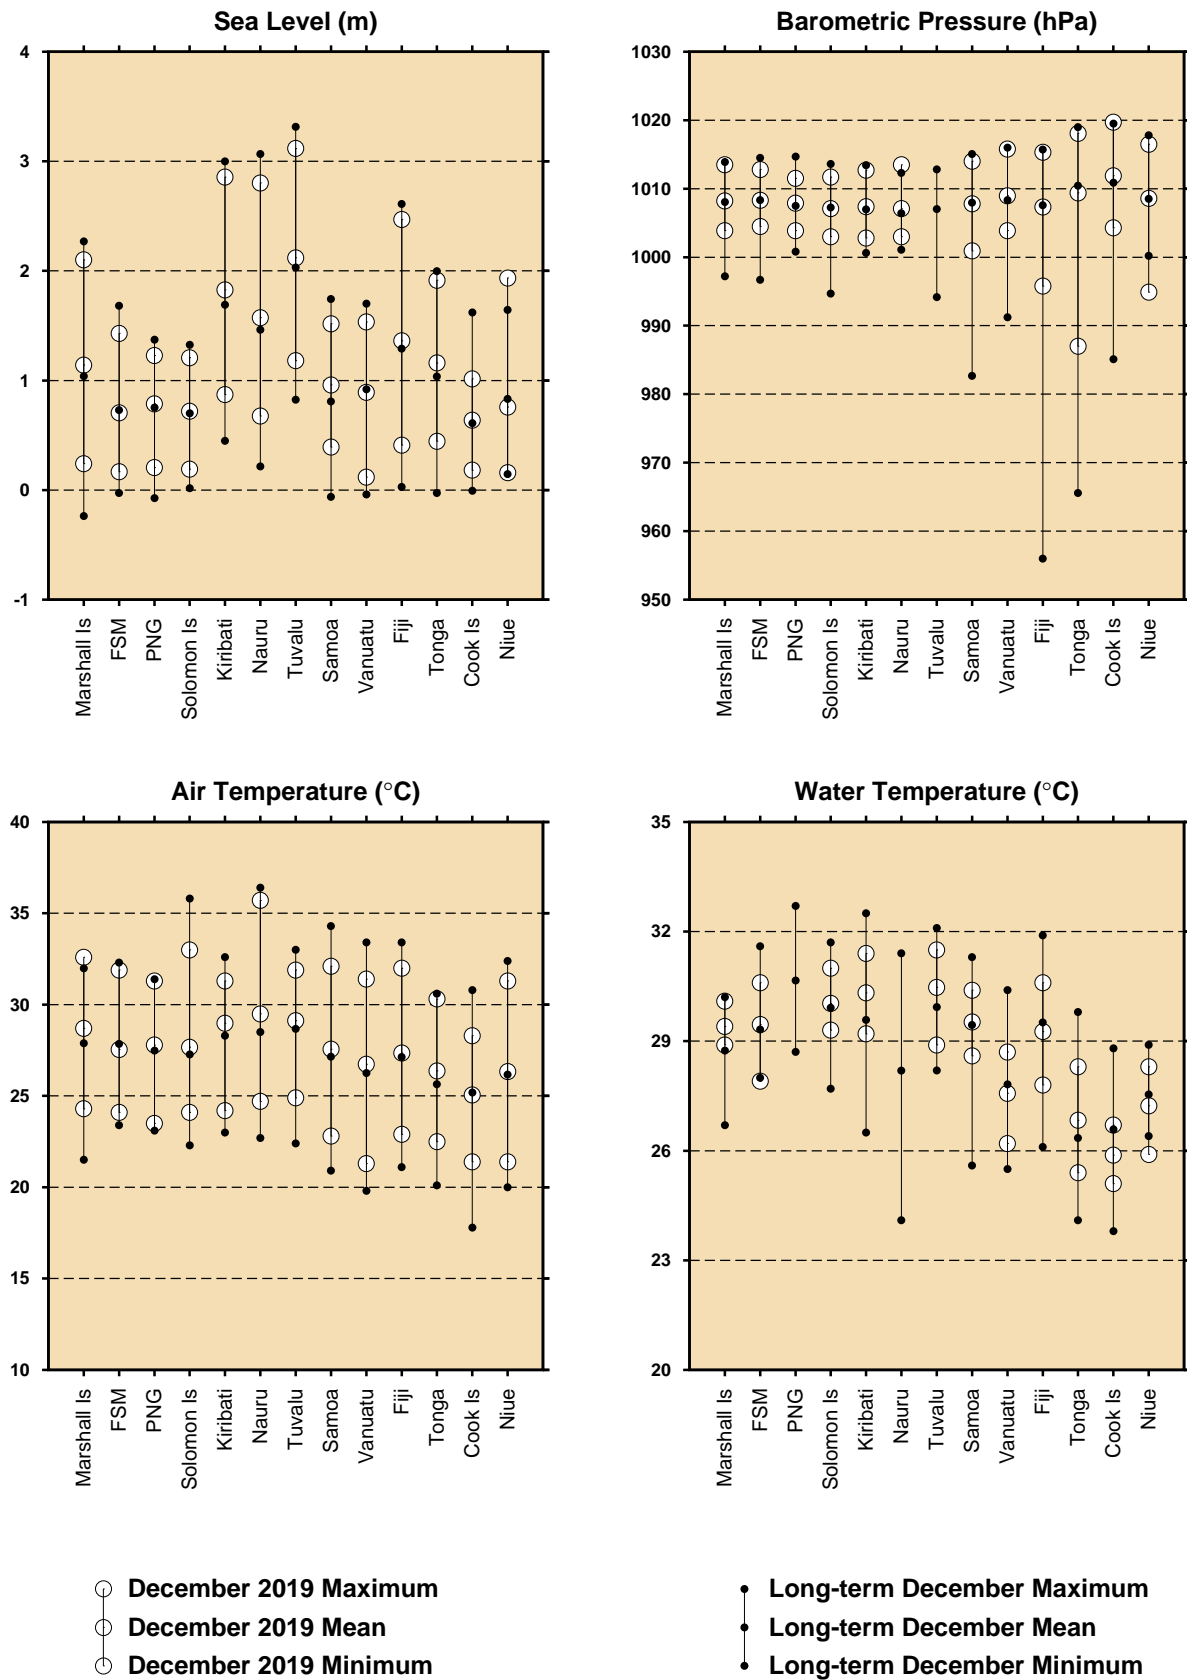 Sea Level (m)
4
3
2
1
0
-1
Marshall Is
FSM
PNG
Solomon Is
Kiribati
Nauru
Tuvalu
Samoa
Vanuatu
Fiji
Tonga
Cook Is
Niue
Barometric Pressure (hPa)
1030
1020
1010
1000
990
980
970
960
950
Marshall Is
FSM
PNG
Solomon Is
Kiribati
Nauru
Tuvalu
Samoa
Vanuatu
Fiji
Tonga
Cook Is
Niue
Air Temperature (°C)
40
35
30
25
20
15
10
Marshall Is
FSM
PNG
Solomon Is
Kiribati
Nauru
Tuvalu
Samoa
Vanuatu
Fiji
Tonga
Cook Is
Niue
Water Temperature (°C)
35
32
29
26
23
20
Marshall Is
FSM
PNG
Solomon Is
Kiribati
Nauru
Tuvalu
Samoa
Vanuatu
Fiji
Tonga
Cook Is
Niue
December 2019 Maximum
December 2019 Mean
December 2019 Minimum
Long-term December Maximum
Long-term December Mean
Long-term December Minimum